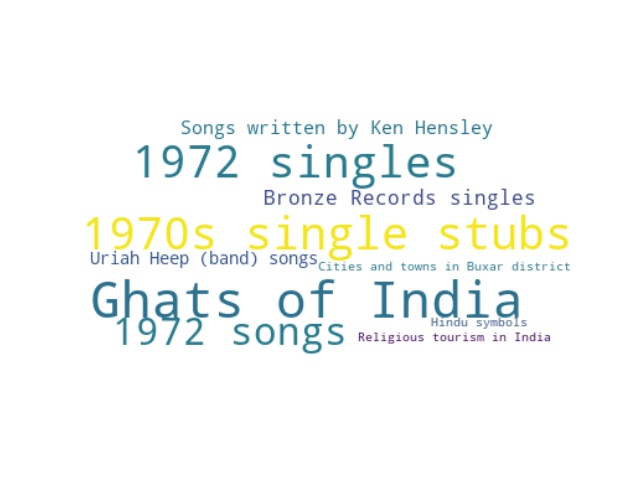 Songs written by Ken Hensley
1972 singles
Bronze Records singles
1970s single stubs
Uriah Heep (band) songs
Cities and towns in Buxar district
Ghats of India
Hindu symbols
1972 songs
Religious tourism in India